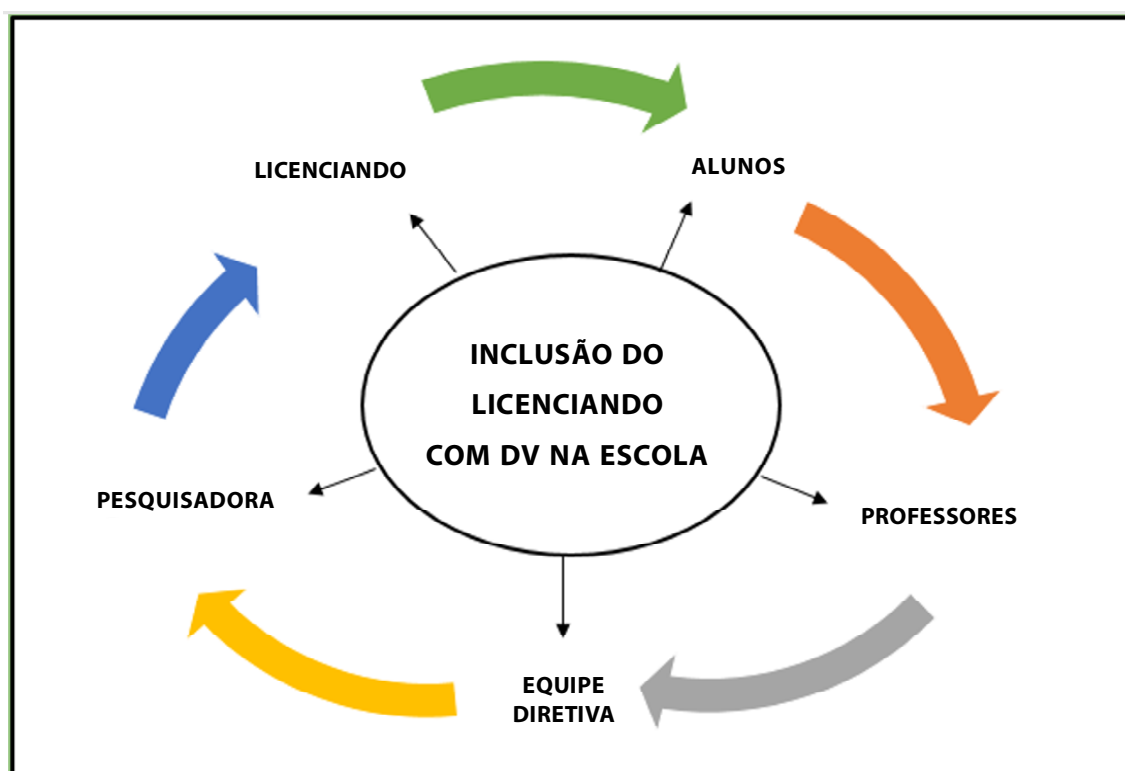 LICENCIANDO
ALUNOS
INCLUSÃO DO
LICENCIANDO
COM DV NA ESCOLA
PESQUISADORA
PROFESSORES
EQUIPE
DIRETIVA